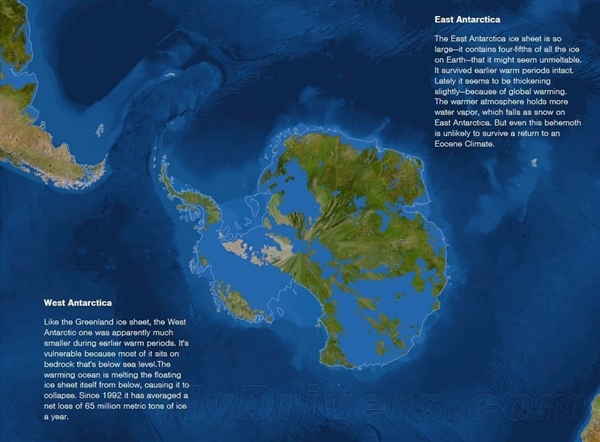 East Antarctica
The East Antarctica ice sheet is so
large--it contains four-fifths of all the ice
on Earth--that it might seem unmeltable.
It survived earlier warm periods intact.
Lately it seems to be thickening
slightly--because of global warming.
The warmer atmosphere holds more
water vapor, which falls as snow on
East Antarctica. But even this behemoth
is unlikely to survive a return to an
Eocene Climate.
West Antarctica
Like the Greenland ice sheet, the West
Antarctic one was apparently much
smaller during earlier warm periods. It's
vulnerable because most of it sits on
bedrock that's below sea level.The
warming ocean is melting the floating
ice sheet itself from below, causing it to
collapse. Since 1992 it has averaged a
net loss of 65 million metric tons of ice
a year.
MyDrivers.com